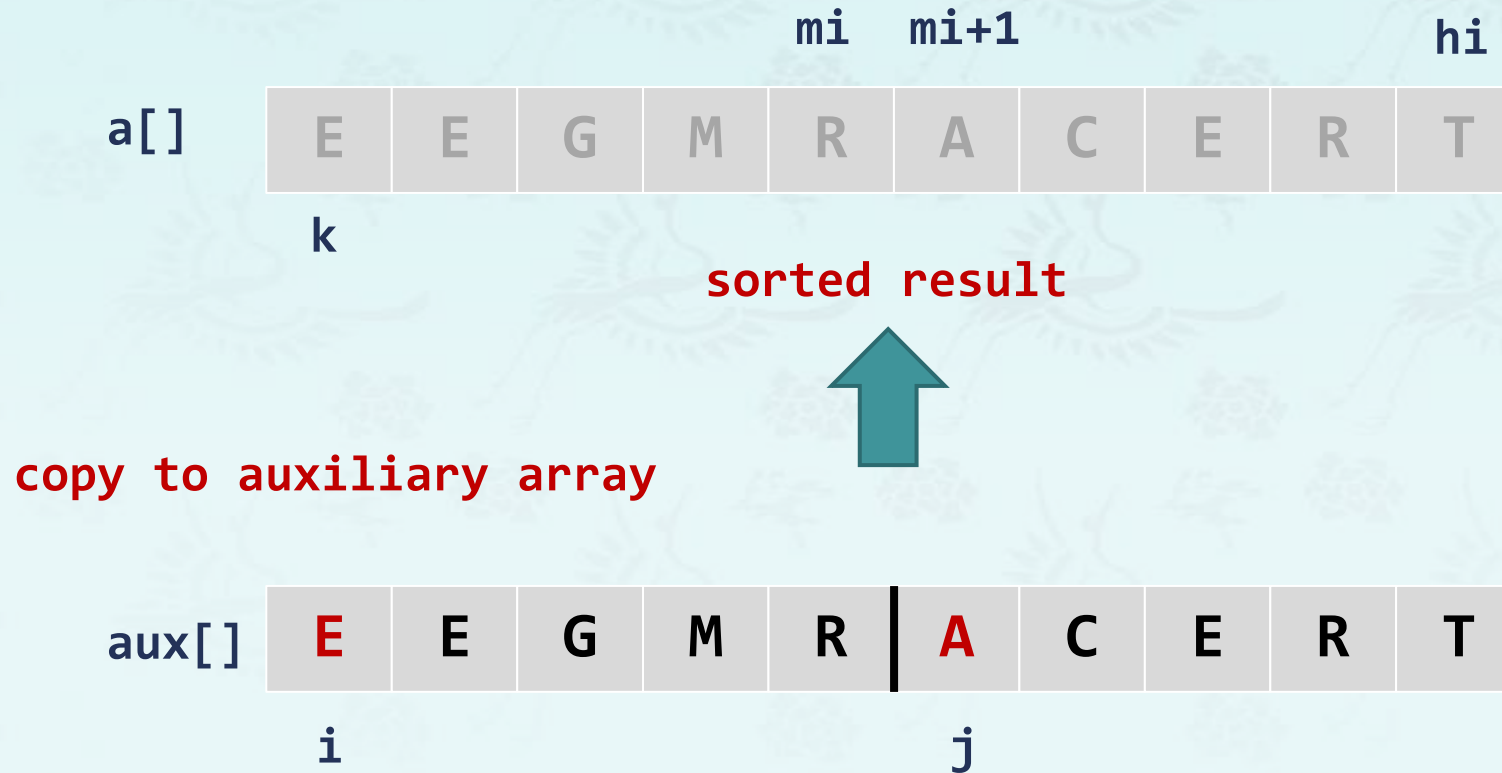 mi mi+1 hi
a[] E E G M R A C E R T
k
sorted result
copy to auxiliary array
aux[] E E G M R A C E R T
i j